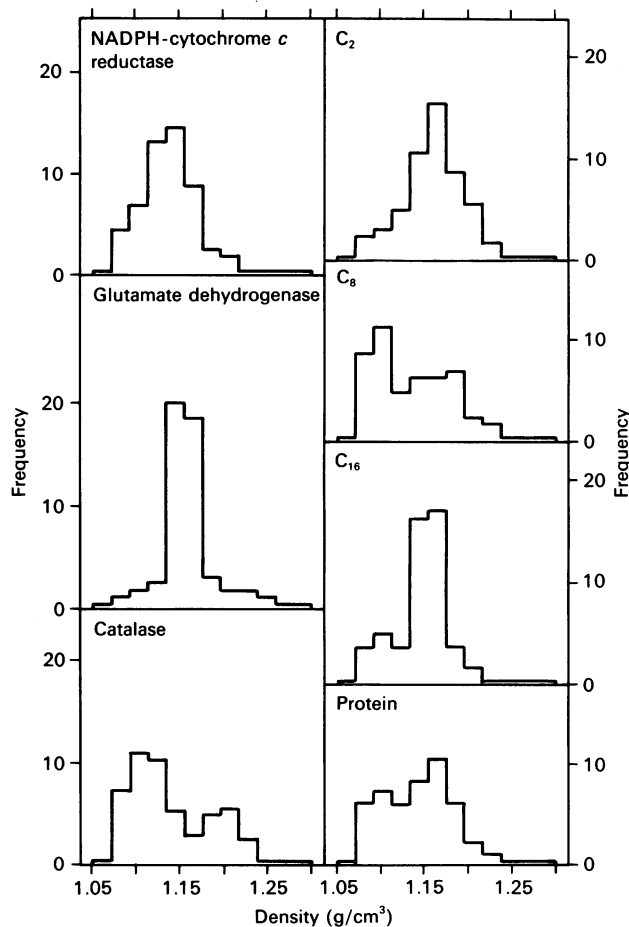 NADPH-cytochrome c
reductase
20
10
0
Glutamate dehydrogenase
20
10
0
Catalase
20
10
0
1.05 1.15 1.25
Frequency
C₂
20
10
0
C₈
10
0
C₁₆
20
10
0
Protein
10
0
1.05 1.15 1.25
Frequency
Density (g/cm³)